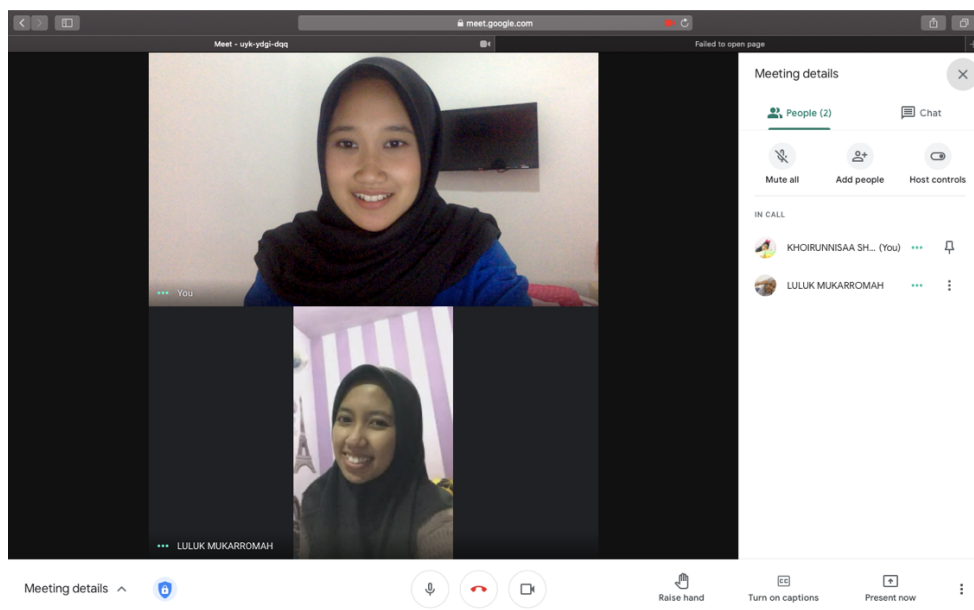 meet.google.com
Meet - uyk-ydgi-dqq
Failed to open page
Meeting details
People (2)
Chat
Mute all
Add people
Host controls
IN CALL
KHOIRUNNISAA SH... (You)
LULUK MUKARROMAH
You
LULUK MUKARROMAH
Meeting details
Raise hand
CC
Turn on captions
Present now